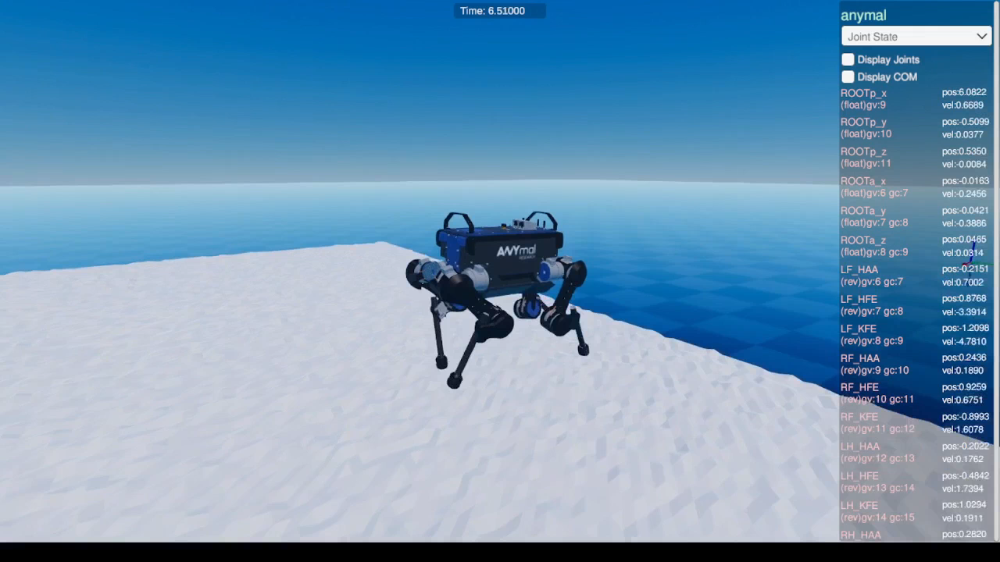 Time: 6.51000
anymal
Joint State
Display Joints
Display COM
ROOTp_x pos:6.0822
(float)gv:9 vel:0.6689
ROOTp_y pos:-0.5099
(float)gv:10 vel:0.0377
ROOTp_z pos:0.5350
(float)gv:11 vel:-0.0084
ROOTa_x pos:-0.0163
(float)gv:6 gc:7 vel:-0.2456
ROOTa_y pos:-0.0421
(float)gv:7 gc:8 vel:-0.3886
ROOTa_z pos:0.0465
(float)gv:8 gc:9 vel:0.0314
LF_HAA pos:-0.2151
(rev)gv:6 gc:7 vel:0.7002
LF_HFE pos:0.8768
(rev)gv:7 gc:8 vel:-3.3914
LF_KFE pos:-1.2098
(rev)gv:8 gc:9 vel:-4.7810
RF_HAA pos:0.2436
(rev)gv:9 gc:10 vel:0.1890
RF_HFE pos:0.9259
(rev)gv:10 gc:11 vel:0.6751
RF_KFE pos:-0.8993
(rev)gv:11 gc:12 vel:1.6078
LH_HAA pos:-0.2022
(rev)gv:12 gc:13 vel:0.1762
LH_HFE pos:-0.4842
(rev)gv:13 gc:14 vel:1.7394
LH_KFE pos:1.0294
(rev)gv:14 gc:15 vel:0.1911
RH_HAA pos:0.2820
ANYmal
RESEARCH